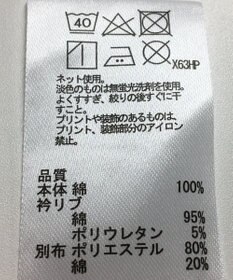 40
X63HP
ネット使用。
淡色のものは無蛍光洗剤を使用。
よくすすぎ、絞りの後すぐに干
すこと。
プリントや装飾のあるものは、
プリント、装飾部分のアイロン
禁止。
品質
本体 綿 100%
衿リブ
綿 95%
ポリウレタン 5%
別布 ポリエステル 80%
綿 20%